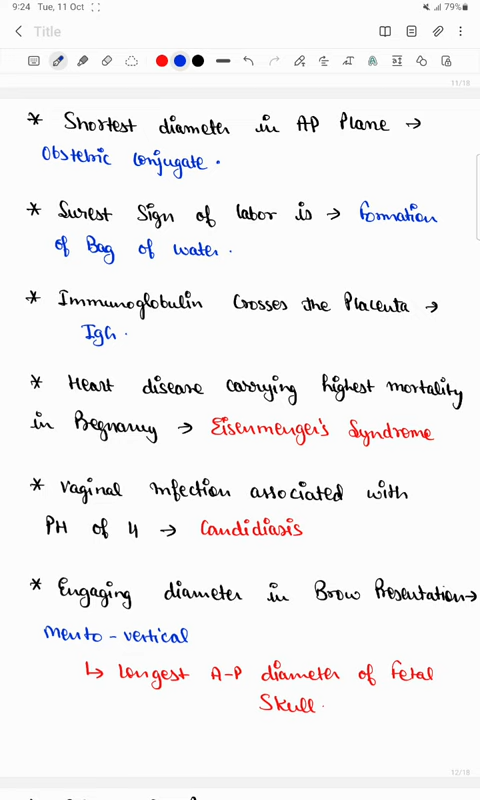 9:24 Tue, 11 Oct
79%
Title
11/18
* Shortest diameter in AP Plane →
Obstetric Conjugate.
* Surest Sign of labor is → formation
of Bag of water.
* Immunoglobulin Crosses the Placenta →
IgG.
* Heart disease carrying highest mortality
in Pregnancy → Eisenmenger's Syndrome
* Vaginal infection associated with
PH of 4 → Candidiasis
* Engaging diameter in Brow Presentation →
mento-vertical
↳ longest A-P diameter of fetal
Skull.
12/18